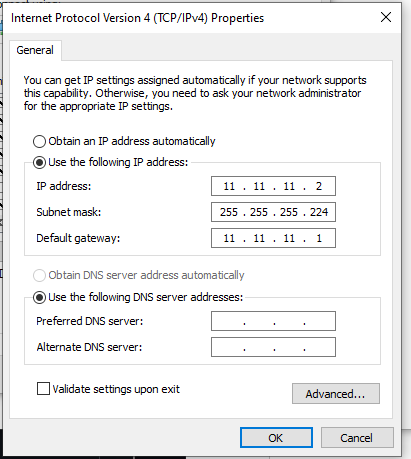 Internet Protocol Version 4 (TCP/IPv4) Properties
General
You can get IP settings assigned automatically if your network supports
this capability. Otherwise, you need to ask your network administrator
for the appropriate IP settings.
Obtain an IP address automatically
Use the following IP address:
IP address: 11 . 11 . 11 . 2
Subnet mask: 255 . 255 . 255 . 224
Default gateway: 11 . 11 . 11 . 1
Obtain DNS server address automatically
Use the following DNS server addresses:
Preferred DNS server: . . .
Alternate DNS server: . . .
Validate settings upon exit
Advanced...
OK Cancel